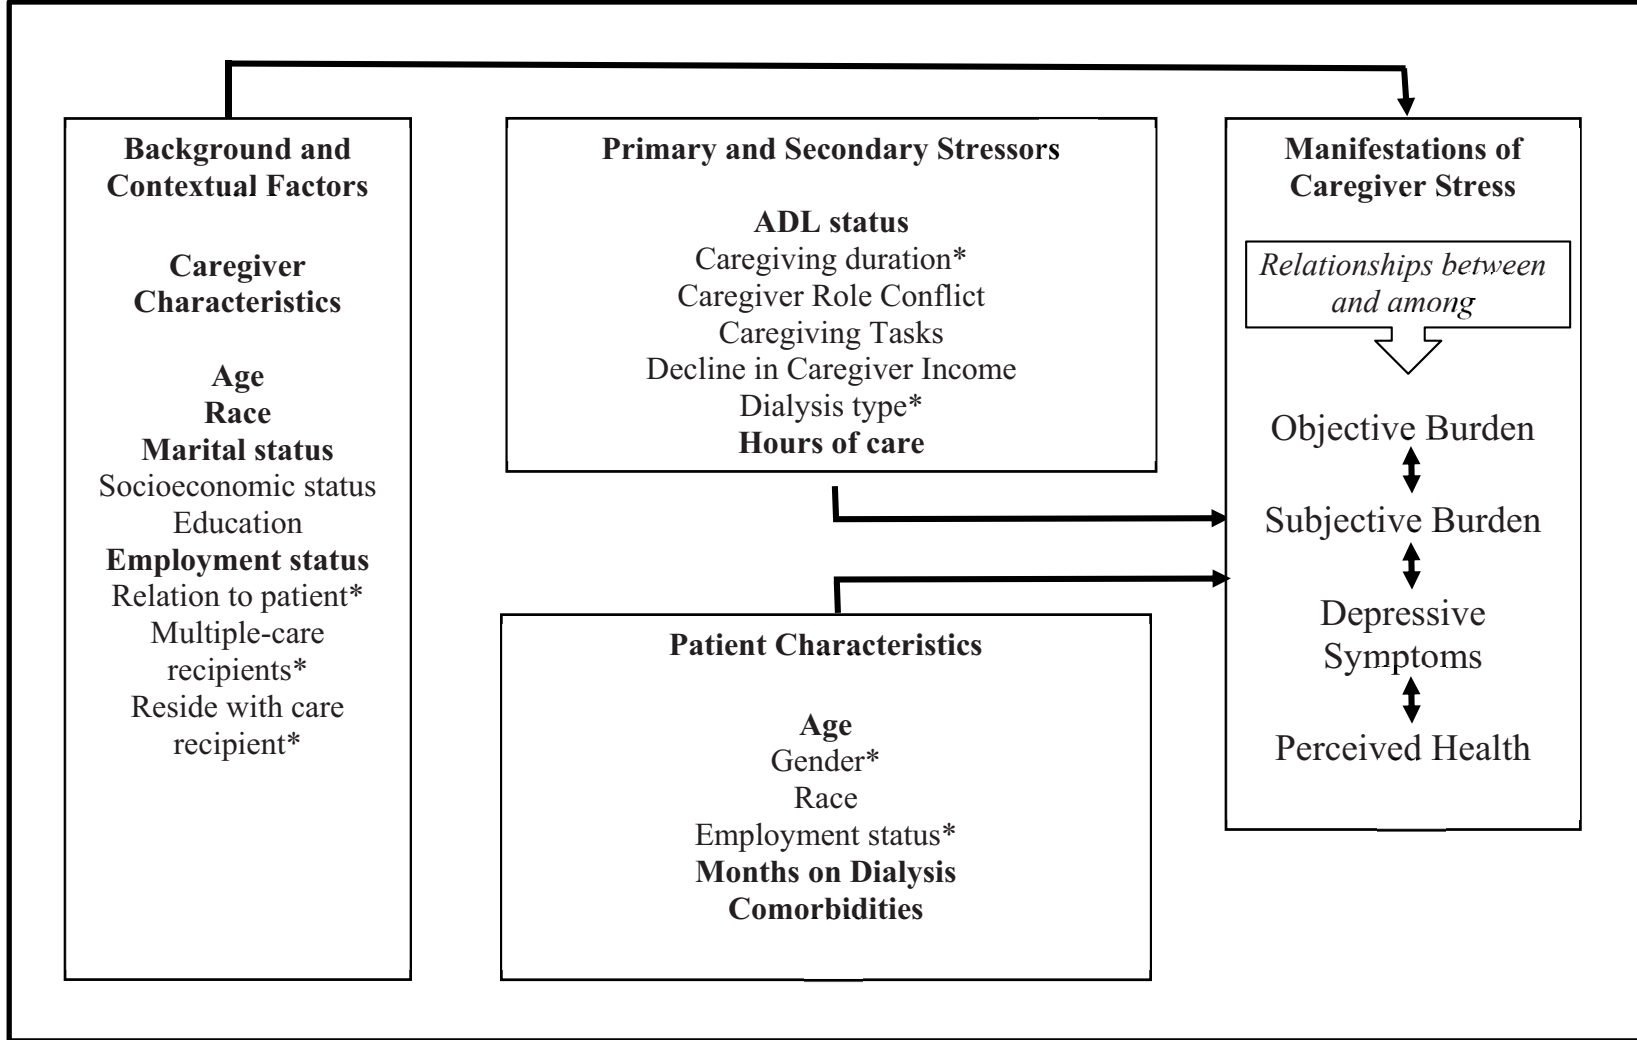 Background and
Contextual Factors
Caregiver
Characteristics
Age
Race
Marital status
Socioeconomic status
Education
Employment status
Relation to patient*
Multiple-care
recipients*
Reside with care
recipient*
Primary and Secondary Stressors
ADL status
Caregiving duration*
Caregiver Role Conflict
Caregiving Tasks
Decline in Caregiver Income
Dialysis type*
Hours of care
Patient Characteristics
Age
Gender*
Race
Employment status*
Months on Dialysis
Comorbidities
Manifestations of
Caregiver Stress
Relationships between
and among
Objective Burden
Subjective Burden
Depressive
Symptoms
Perceived Health